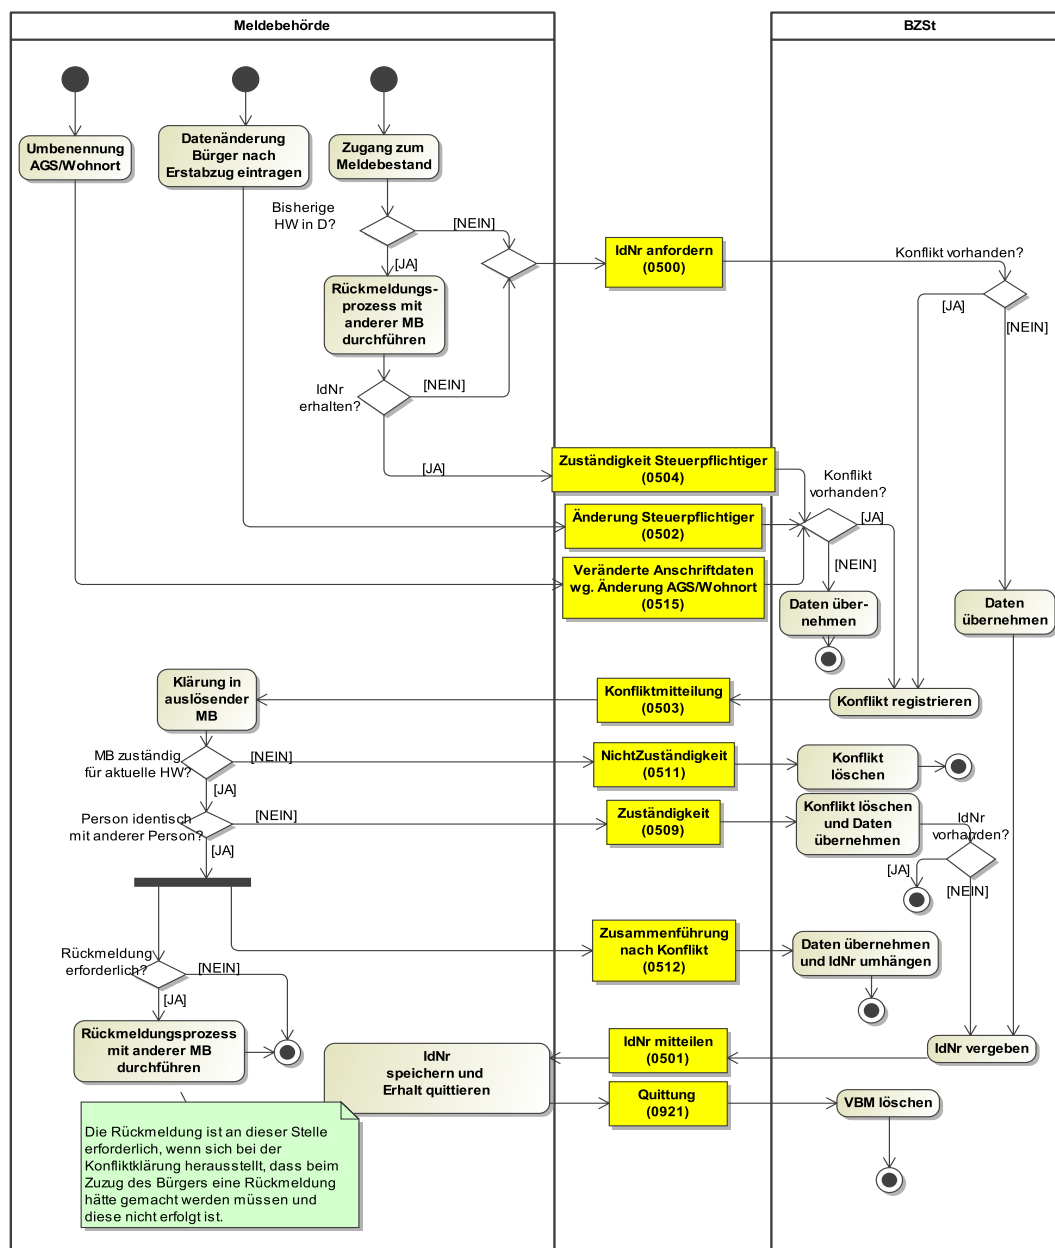 Meldebehörde
BZSt
Umbenennung
AGS/Wohnort
Datenänderung
Bürger nach
Erstabzug eintragen
Zugang zum
Meldebestand
Bisherige
HW in D?
[NEIN]
[JA]
IdNr anfordern
(0500)
Konflikt vorhanden?
[JA]
[NEIN]
Rückmeldungs-
prozess mit
anderer MB
durchführen
IdNr
erhalten?
[NEIN]
[JA]
Zuständigkeit Steuerpflichtiger
(0504)
Konflikt
vorhanden?
[JA]
[NEIN]
Änderung Steuerpflichtiger
(0502)
Veränderte Anschriftdaten
wg. Änderung AGS/Wohnort
(0515)
Daten über-
nehmen
Daten
übernehmen
Klärung in
auslösender
MB
Konfliktmitteilung
(0503)
Konflikt registrieren
MB zuständig
für aktuelle HW?
[NEIN]
[JA]
NichtZuständigkeit
(0511)
Konflikt
löschen
Person identisch
mit anderer Person?
[NEIN]
[JA]
Zuständigkeit
(0509)
Konflikt löschen
und Daten
übernehmen
IdNr
vorhanden?
[JA]
[NEIN]
Zusammenführung
nach Konflikt
(0512)
Daten übernehmen
und IdNr umhängen
Rückmeldung
erforderlich?
[NEIN]
[JA]
Rückmeldungsprozess
mit anderer MB
durchführen
IdNr
speichern und
Erhalt quittieren
IdNr mitteilen
(0501)
IdNr vergeben
Quittung
(0921)
VBM löschen
Die Rückmeldung ist an dieser Stelle
erforderlich, wenn sich bei der
Konfliktklärung herausstellt, dass beim
Zuzug des Bürgers eine Rückmeldung
hätte gemacht werden müssen und
diese nicht erfolgt ist.